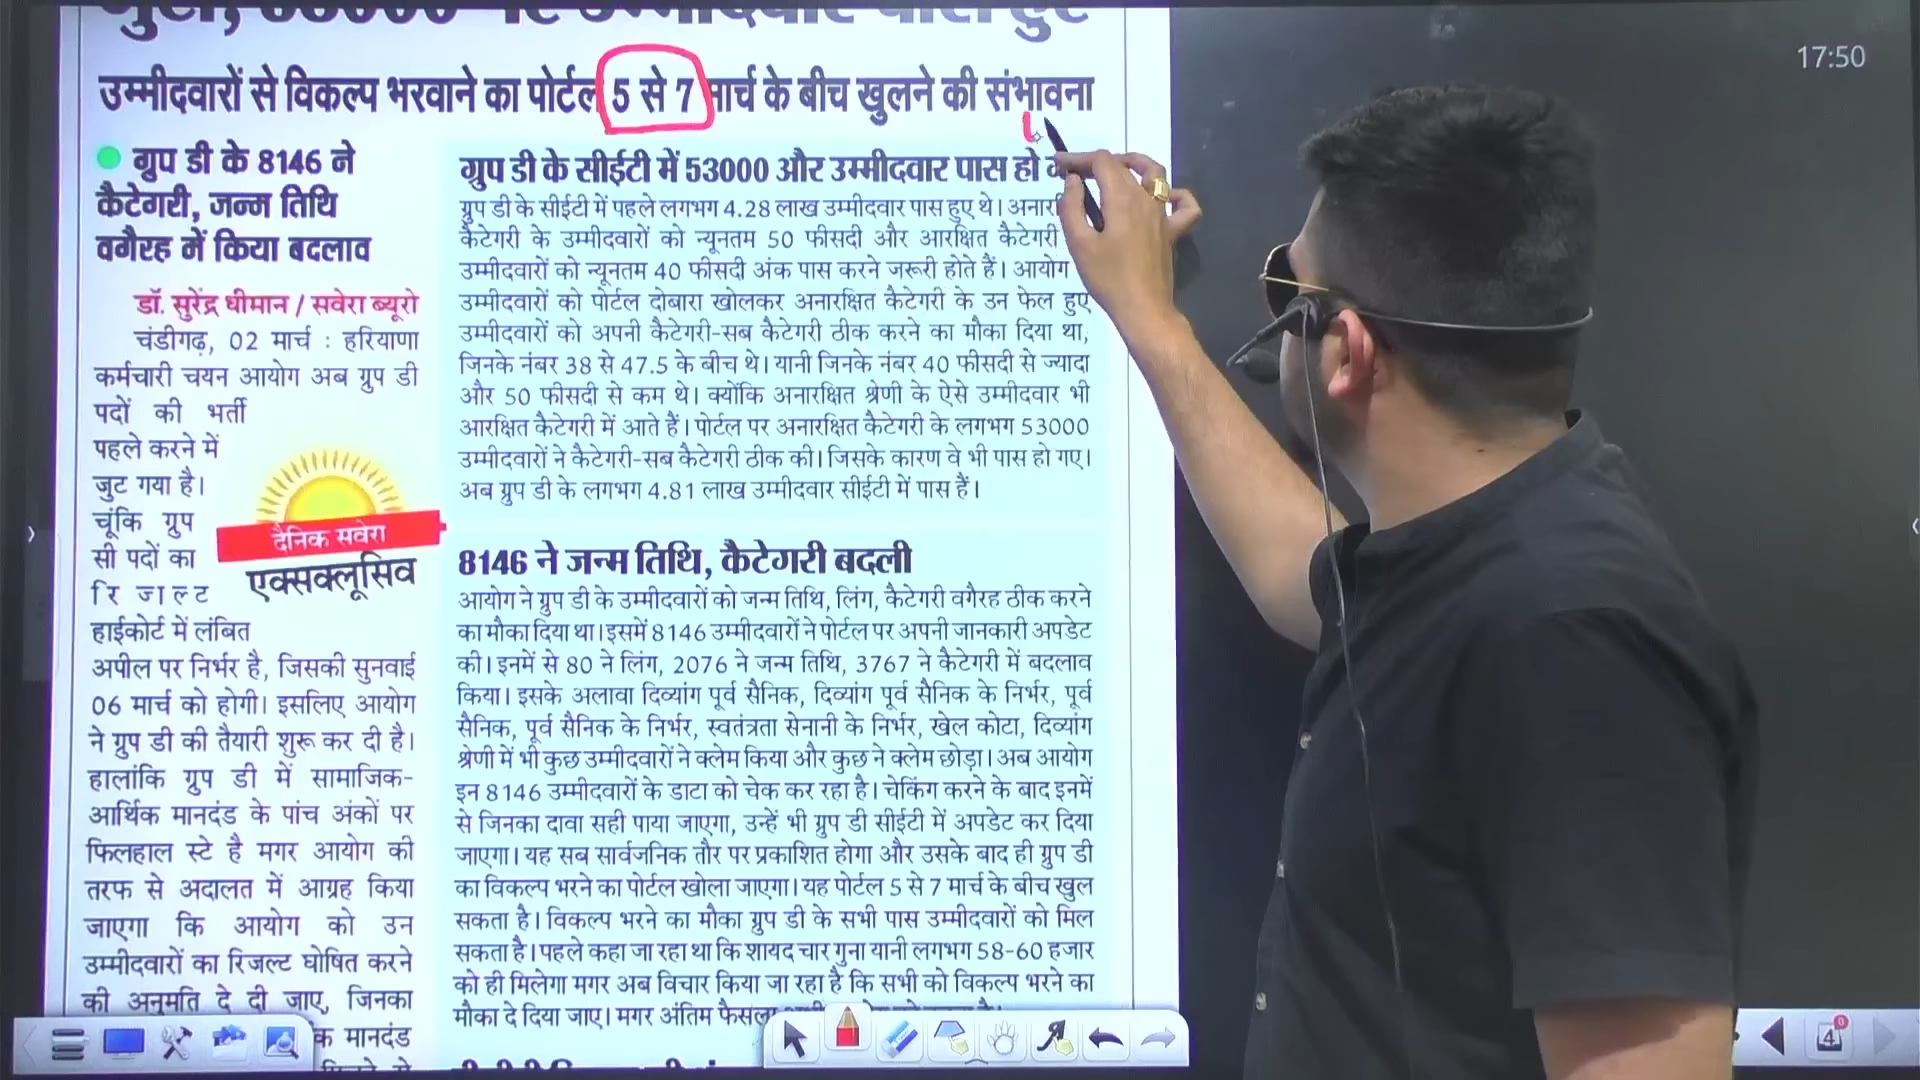 17:50
उम्मीदवारों से विकल्प भरवाने का पोर्टल 5 से 7 मार्च के बीच खुलने की संभावना
ग्रुप डी के 8146 ने
कैटेगरी, जन्म तिथि
वगैरह में किया बदलाव
डॉ. सुरेंद्र धीमान / सवेरा ब्यूरो
चंडीगढ़, 02 मार्च : हरियाणा
कर्मचारी चयन आयोग अब ग्रुप डी
पदों की भर्ती
पहले करने में
जुट गया है।
चूंकि ग्रुप
सी पदों का
रिजल्ट
हाईकोर्ट में लंबित
अपील पर निर्भर है, जिसकी सुनवाई
06 मार्च को होगी। इसलिए आयोग
ने ग्रुप डी की तैयारी शुरू कर दी है।
हालांकि ग्रुप डी में सामाजिक-
आर्थिक मानदंड के पांच अंकों पर
फिलहाल स्टे है मगर आयोग की
तरफ से अदालत में आग्रह किया
जाएगा कि आयोग को उन
उम्मीदवारों का रिजल्ट घोषित करने
की अनुमति दे दी जाए, जिनका
क मानदंड
दैनिक सवेरा
एक्सक्लूसिव
ग्रुप डी के सीईटी में 53000 और उम्मीदवार पास हो
ग्रुप डी के सीईटी में पहले लगभग 4.28 लाख उम्मीदवार पास हुए थे।
कैटेगरी के उम्मीदवारों को न्यूनतम 50 फीसदी और आरक्षित कैटेगरी
उम्मीदवारों को न्यूनतम 40 फीसदी अंक पास करने जरूरी होते हैं। आयोग
उम्मीदवारों को पोर्टल दोबारा खोलकर अनारक्षित कैटेगरी के उन फेल हुए
उम्मीदवारों को अपनी कैटेगरी-सब कैटेगरी ठीक करने का मौका दिया था,
जिनके नंबर 38 से 47.5 के बीच थे। यानी जिनके नंबर 40 फीसदी से ज्यादा
और 50 फीसदी से कम थे। क्योंकि अनारक्षित श्रेणी के ऐसे उम्मीदवार भी
आरक्षित कैटेगरी में आते हैं। पोर्टल पर अनारक्षित कैटेगरी के लगभग 53000
उम्मीदवारों ने कैटेगरी-सब कैटेगरी ठीक की। जिसके कारण वे भी पास हो गए।
अब ग्रुप डी के लगभग 4.81 लाख उम्मीदवार सीईटी में पास हैं।
8146 ने जन्म तिथि, कैटेगरी बदली
आयोग ने ग्रुप डी के उम्मीदवारों को जन्म तिथि, लिंग, कैटेगरी वगैरह ठीक करने
का मौका दिया था। इसमें 8146 उम्मीदवारों ने पोर्टल पर अपनी जानकारी अपडेट
की। इनमें से 80 ने लिंग, 2076 ने जन्म तिथि, 3767 ने कैटेगरी में बदलाव
किया। इसके अलावा दिव्यांग पूर्व सैनिक, दिव्यांग पूर्व सैनिक के निर्भर, पूर्व
सैनिक, पूर्व सैनिक के निर्भर, स्वतंत्रता सेनानी के निर्भर, खेल कोटा, दिव्यांग
श्रेणी में भी कुछ उम्मीदवारों ने क्लेम किया और कुछ ने क्लेम छोड़ा। अब आयोग
इन 8146 उम्मीदवारों के डाटा को चेक कर रहा है। चेकिंग करने के बाद इनमें
से जिनका दावा सही पाया जाएगा, उन्हें भी ग्रुप डी सीईटी में अपडेट कर दिया
जाएगा। यह सब सार्वजनिक तौर पर प्रकाशित होगा और उसके बाद ही ग्रुप डी
का विकल्प भरने का पोर्टल खोला जाएगा। यह पोर्टल 5 से 7 मार्च के बीच खुल
सकता है। विकल्प भरने का मौका ग्रुप डी के सभी पास उम्मीदवारों को मिल
सकता है। पहले कहा जा रहा था कि शायद चार गुना यानी लगभग 58-60 हजार
को ही मिलेगा मगर अब विचार किया जा रहा है कि सभी को विकल्प भरने का
मौका दे दिया जाए। मगर अंतिम फैसला
4